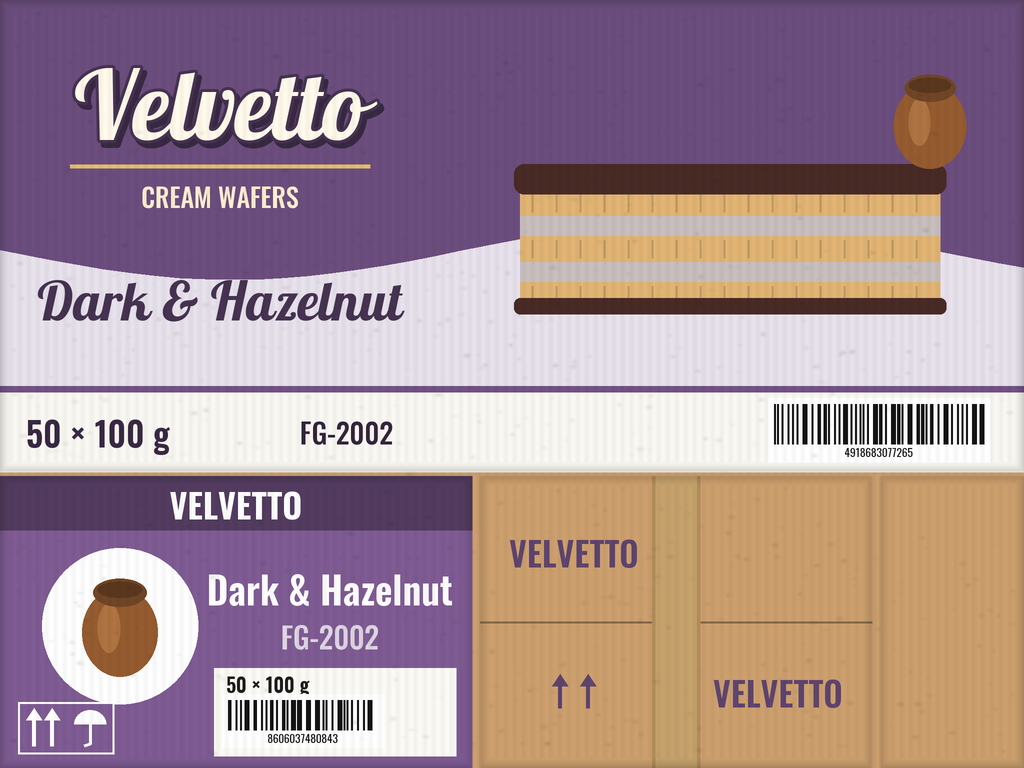 Velvetto
CREAM WAFERS
Dark & Hazelnut
50 × 100 g
FG-2002
4918683077265
VELVETTO
Dark & Hazelnut
FG-2002
50 × 100 g
8606037480843
VELVETTO
VELVETTO